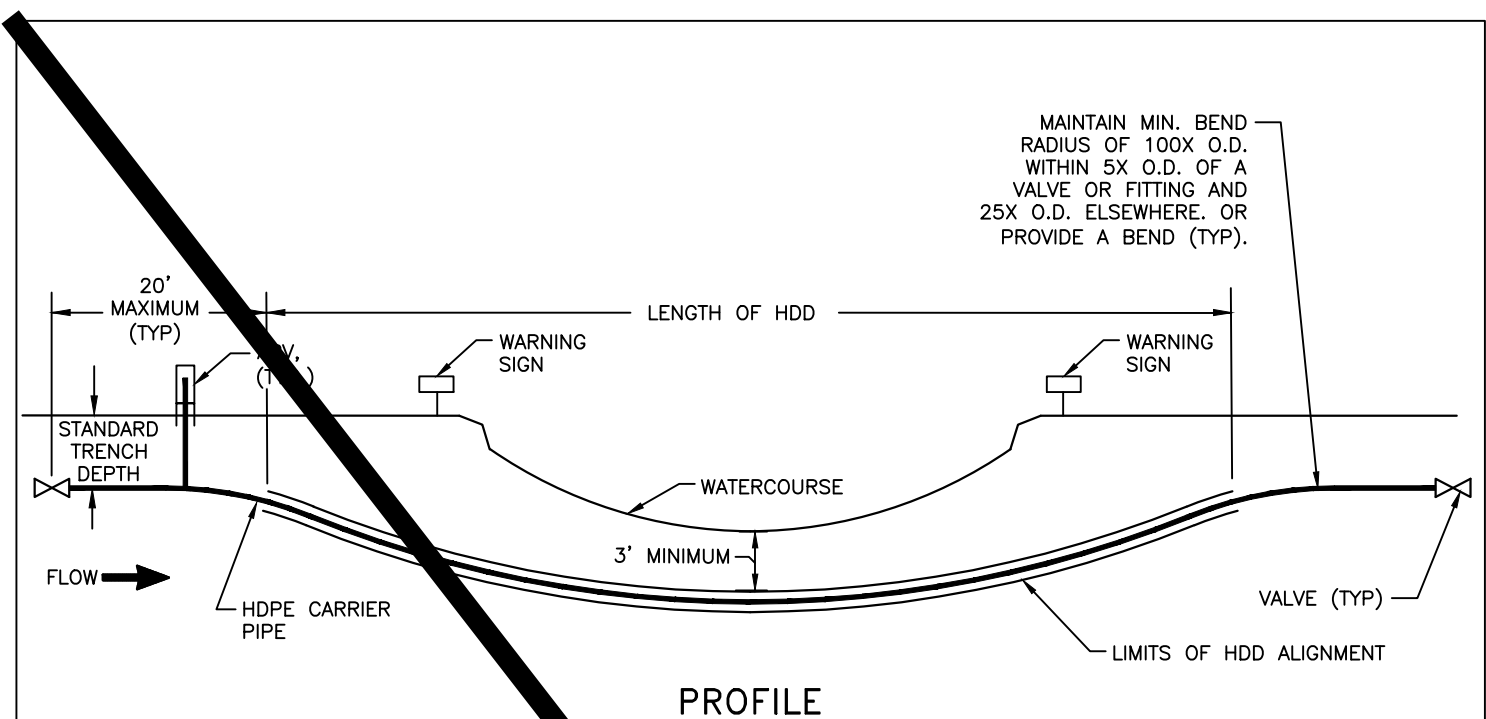 MAINTAIN MIN. BEND
RADIUS OF 100X O.D.
WITHIN 5X O.D. OF A
VALVE OR FITTING AND
25X O.D. ELSEWHERE. OR
PROVIDE A BEND (TYP).
20'
MAXIMUM
(TYP)
LENGTH OF HDD
WARNING
SIGN
WARNING
SIGN
STANDARD
TRENCH
DEPTH
WATERCOURSE
3' MINIMUM
FLOW
HDPE CARRIER
PIPE
VALVE (TYP)
LIMITS OF HDD ALIGNMENT
PROFILE